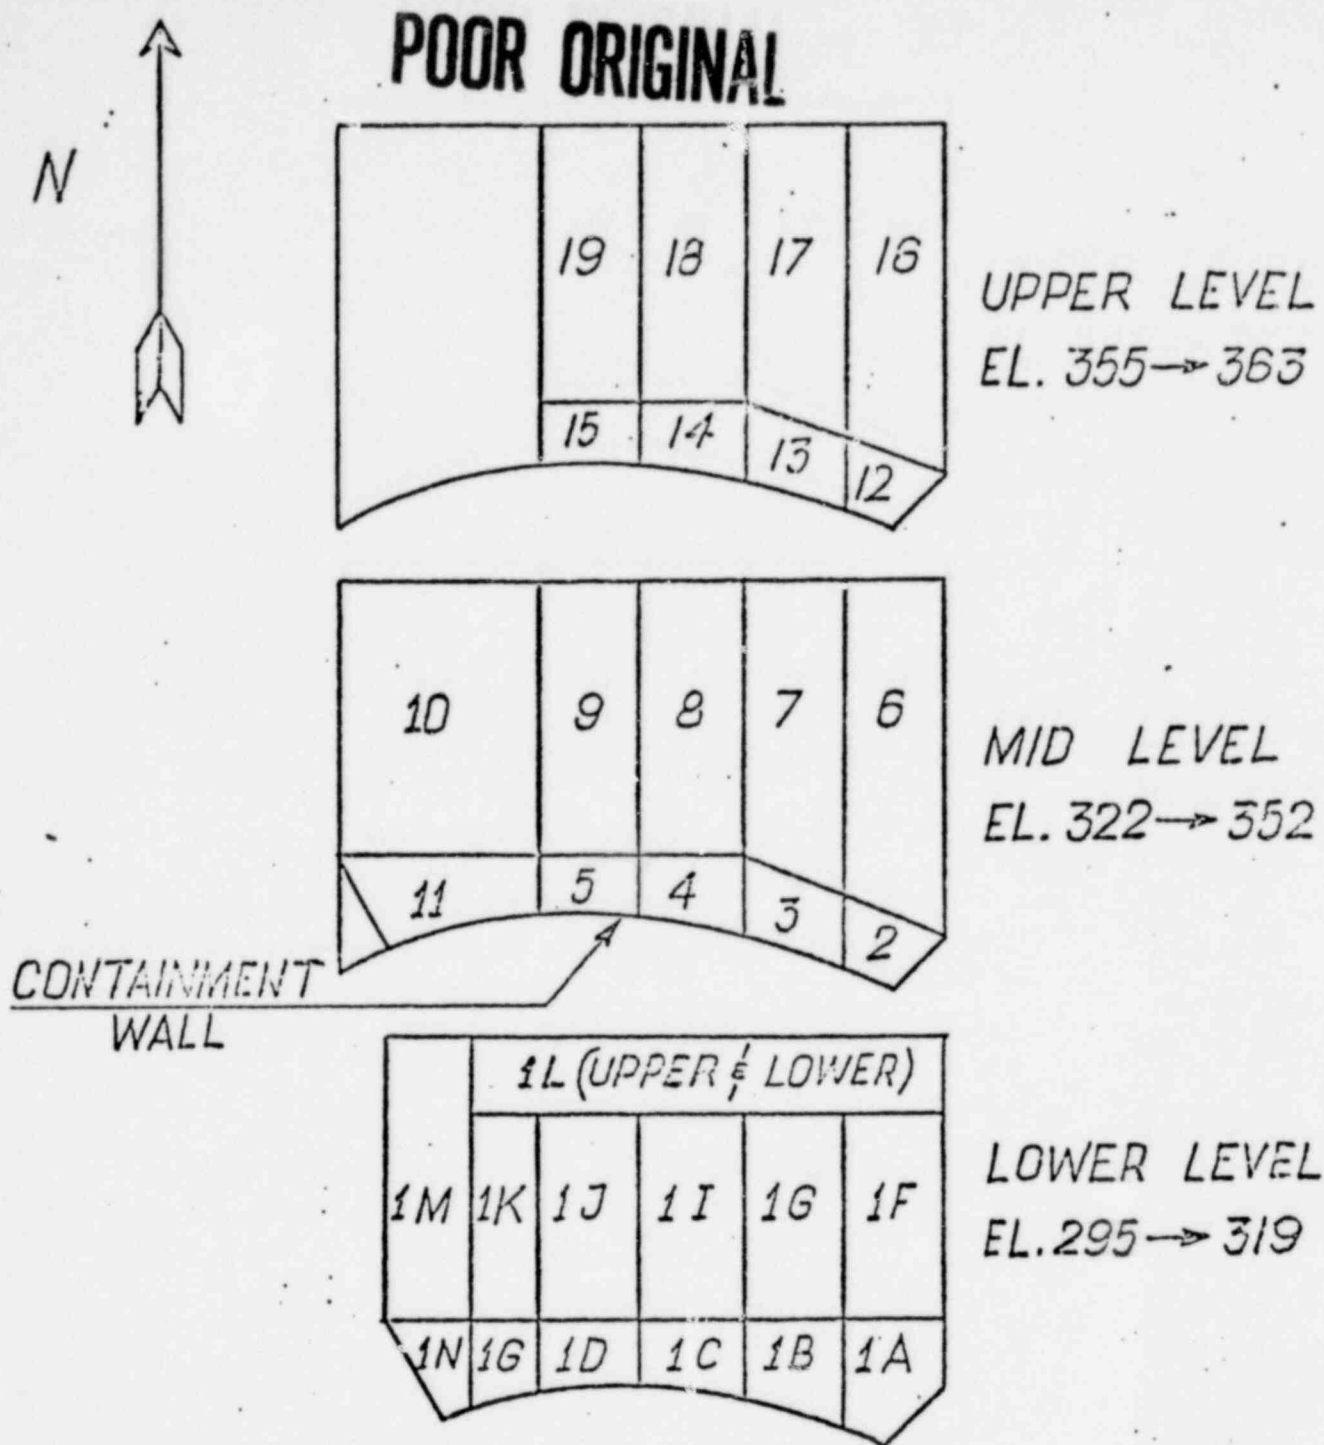 POOR ORIGINAL
N
19 18 17 16
UPPER LEVEL
EL. 355→363
15 14 13 12
10 9 8 7 6
MID LEVEL
EL. 322→352
11 5 4 3 2
CONTAINMENT
WALL
1L (UPPER & LOWER)
1M 1K 1J 1I 1G 1F
LOWER LEVEL
EL. 295→319
1N 1G 1D 1C 1B 1A